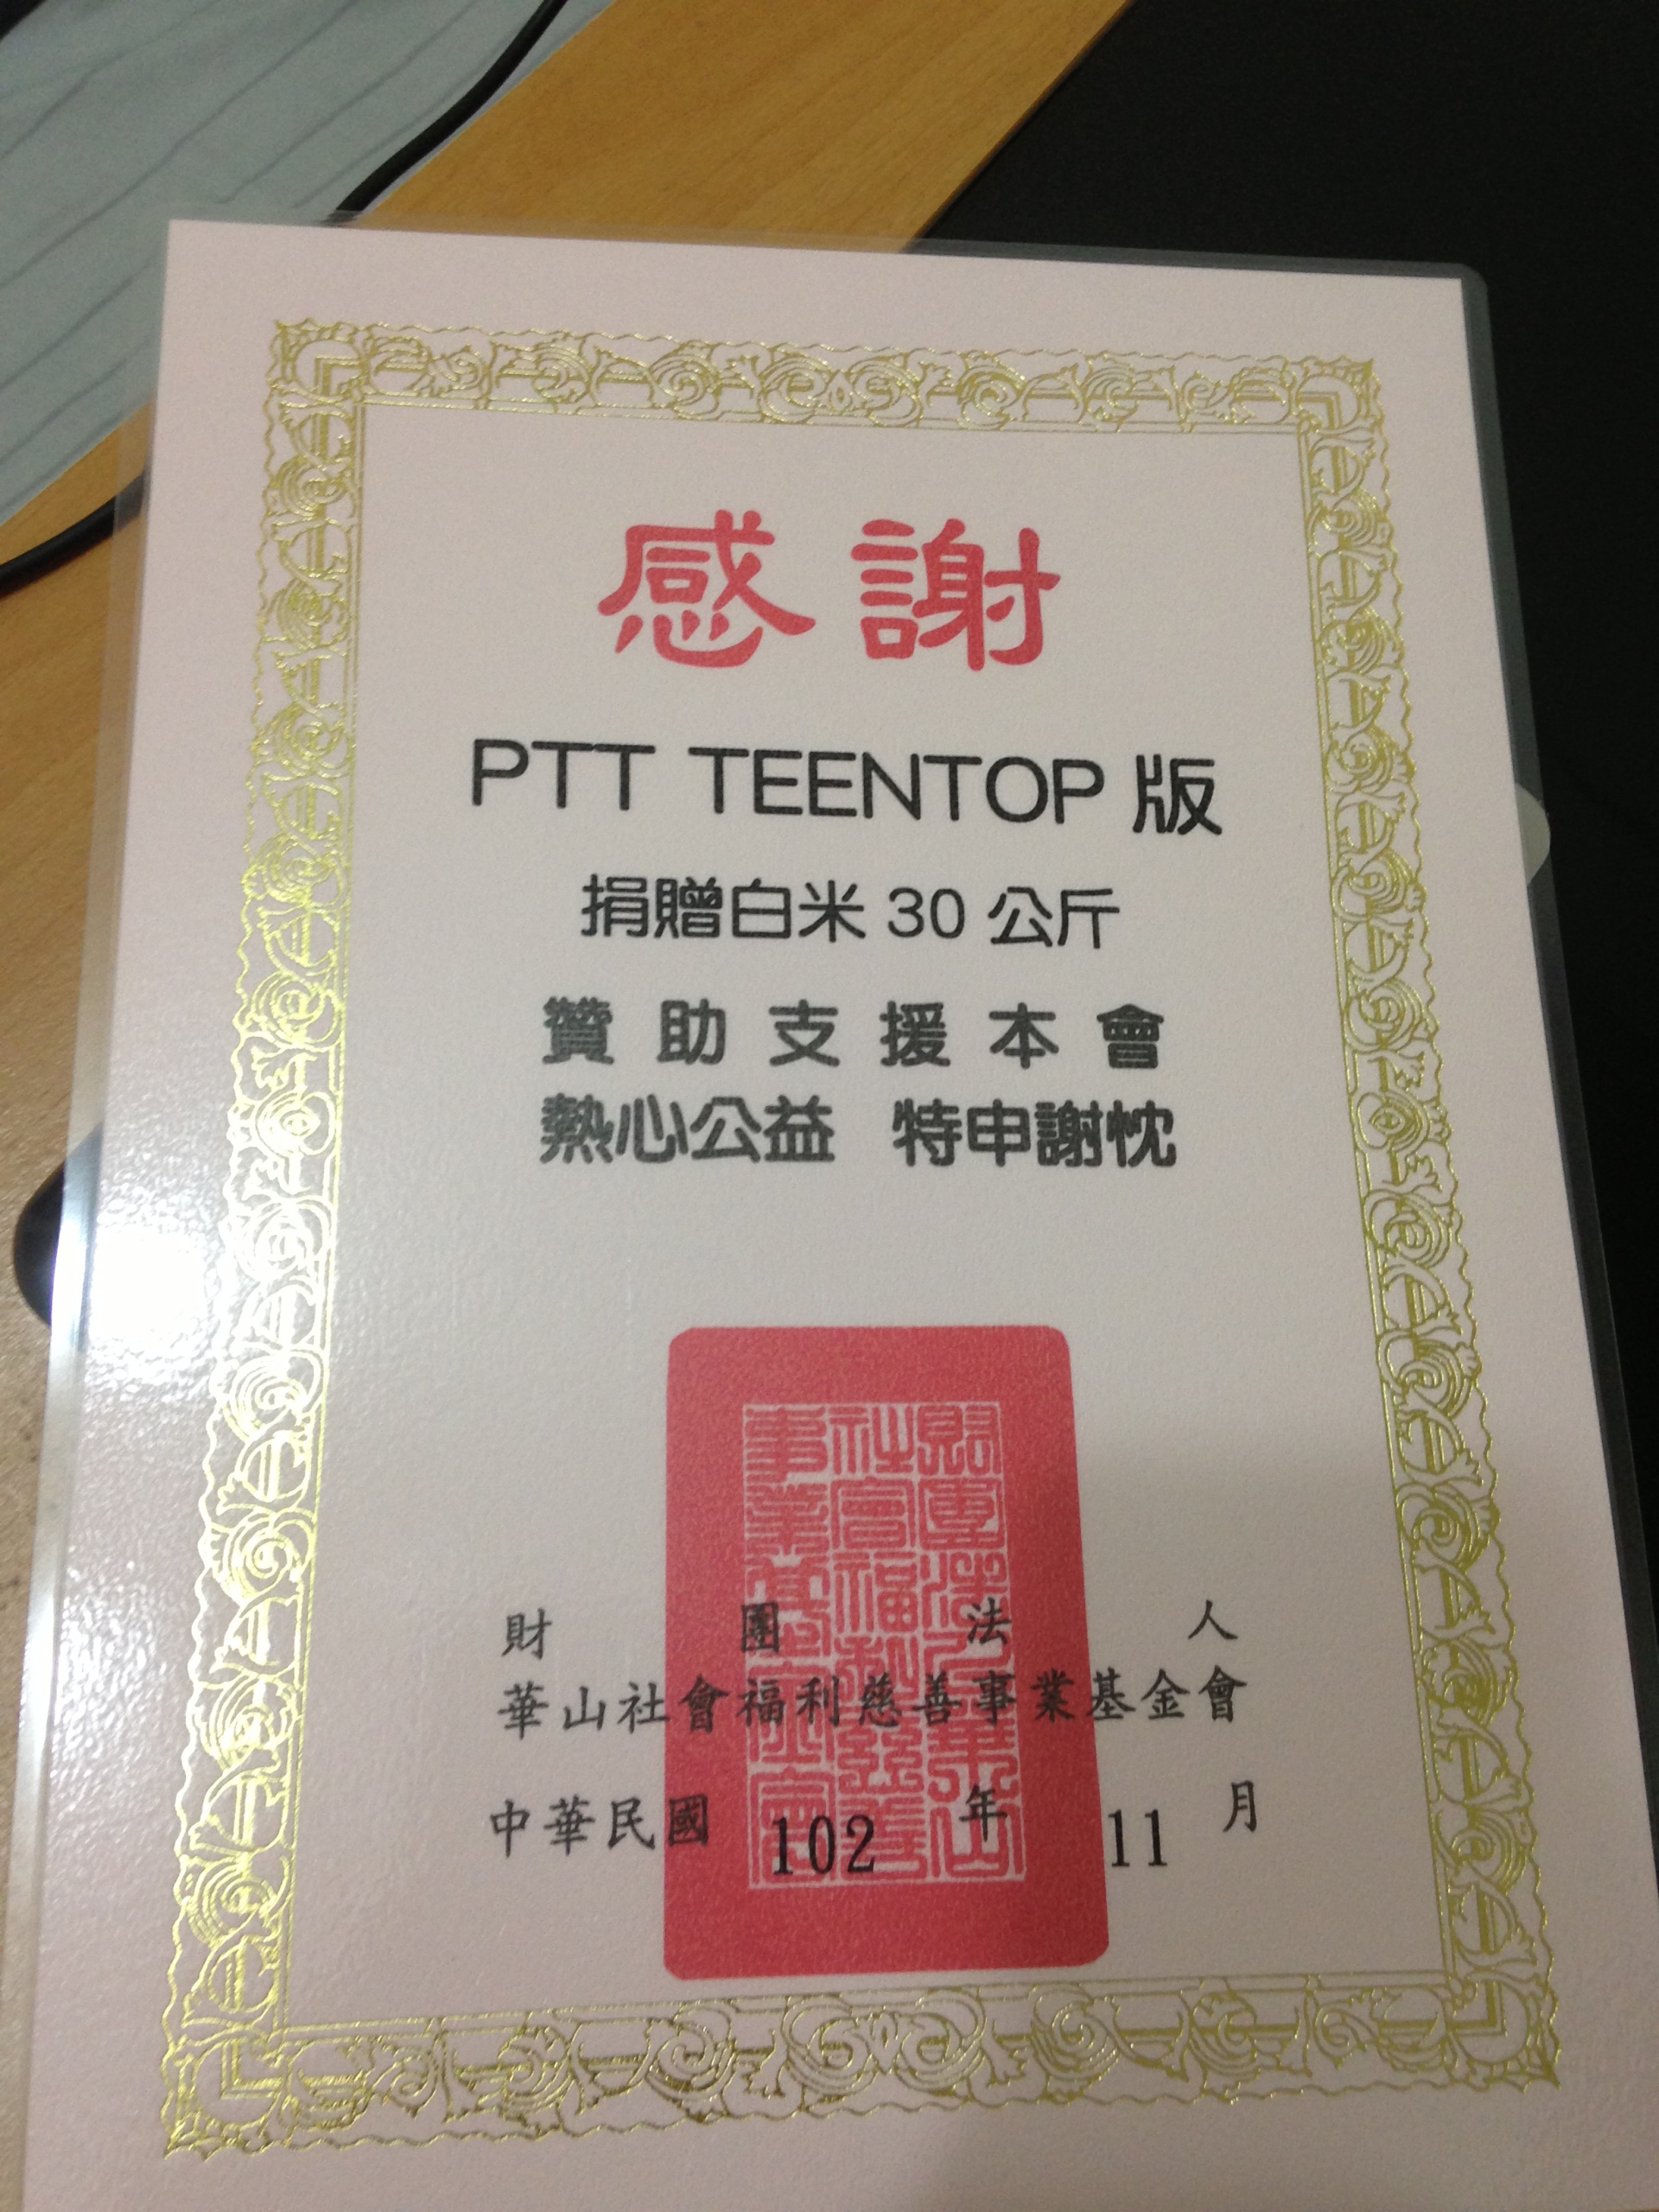 感謝
PTT TEENTOP 版
捐贈白米 30 公斤
贊助支援本會
熱心公益 特申謝忱
財團法人
華山社會福利慈善事業基金會
中華民國 102 年 11 月